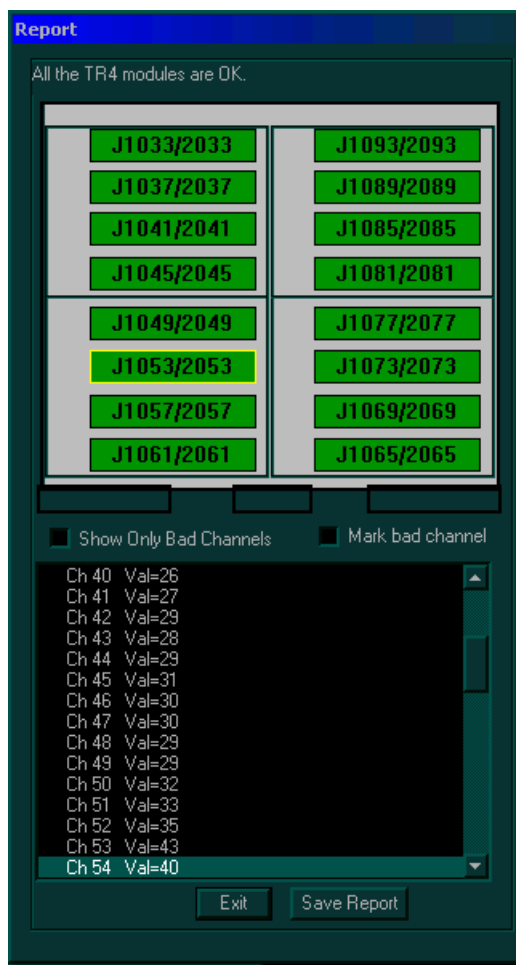 Report
All the TR4 modules are OK.
J1033/2033 J1093/2093
J1037/2037 J1089/2089
J1041/2041 J1085/2085
J1045/2045 J1081/2081
J1049/2049 J1077/2077
J1053/2053 J1073/2073
J1057/2057 J1069/2069
J1061/2061 J1065/2065
Show Only Bad Channels Mark bad channel
Ch 40 Val=26
Ch 41 Val=27
Ch 42 Val=29
Ch 43 Val=28
Ch 44 Val=29
Ch 45 Val=31
Ch 46 Val=30
Ch 47 Val=30
Ch 48 Val=29
Ch 49 Val=29
Ch 50 Val=32
Ch 51 Val=33
Ch 52 Val=35
Ch 53 Val=43
Ch 54 Val=40
Exit Save Report